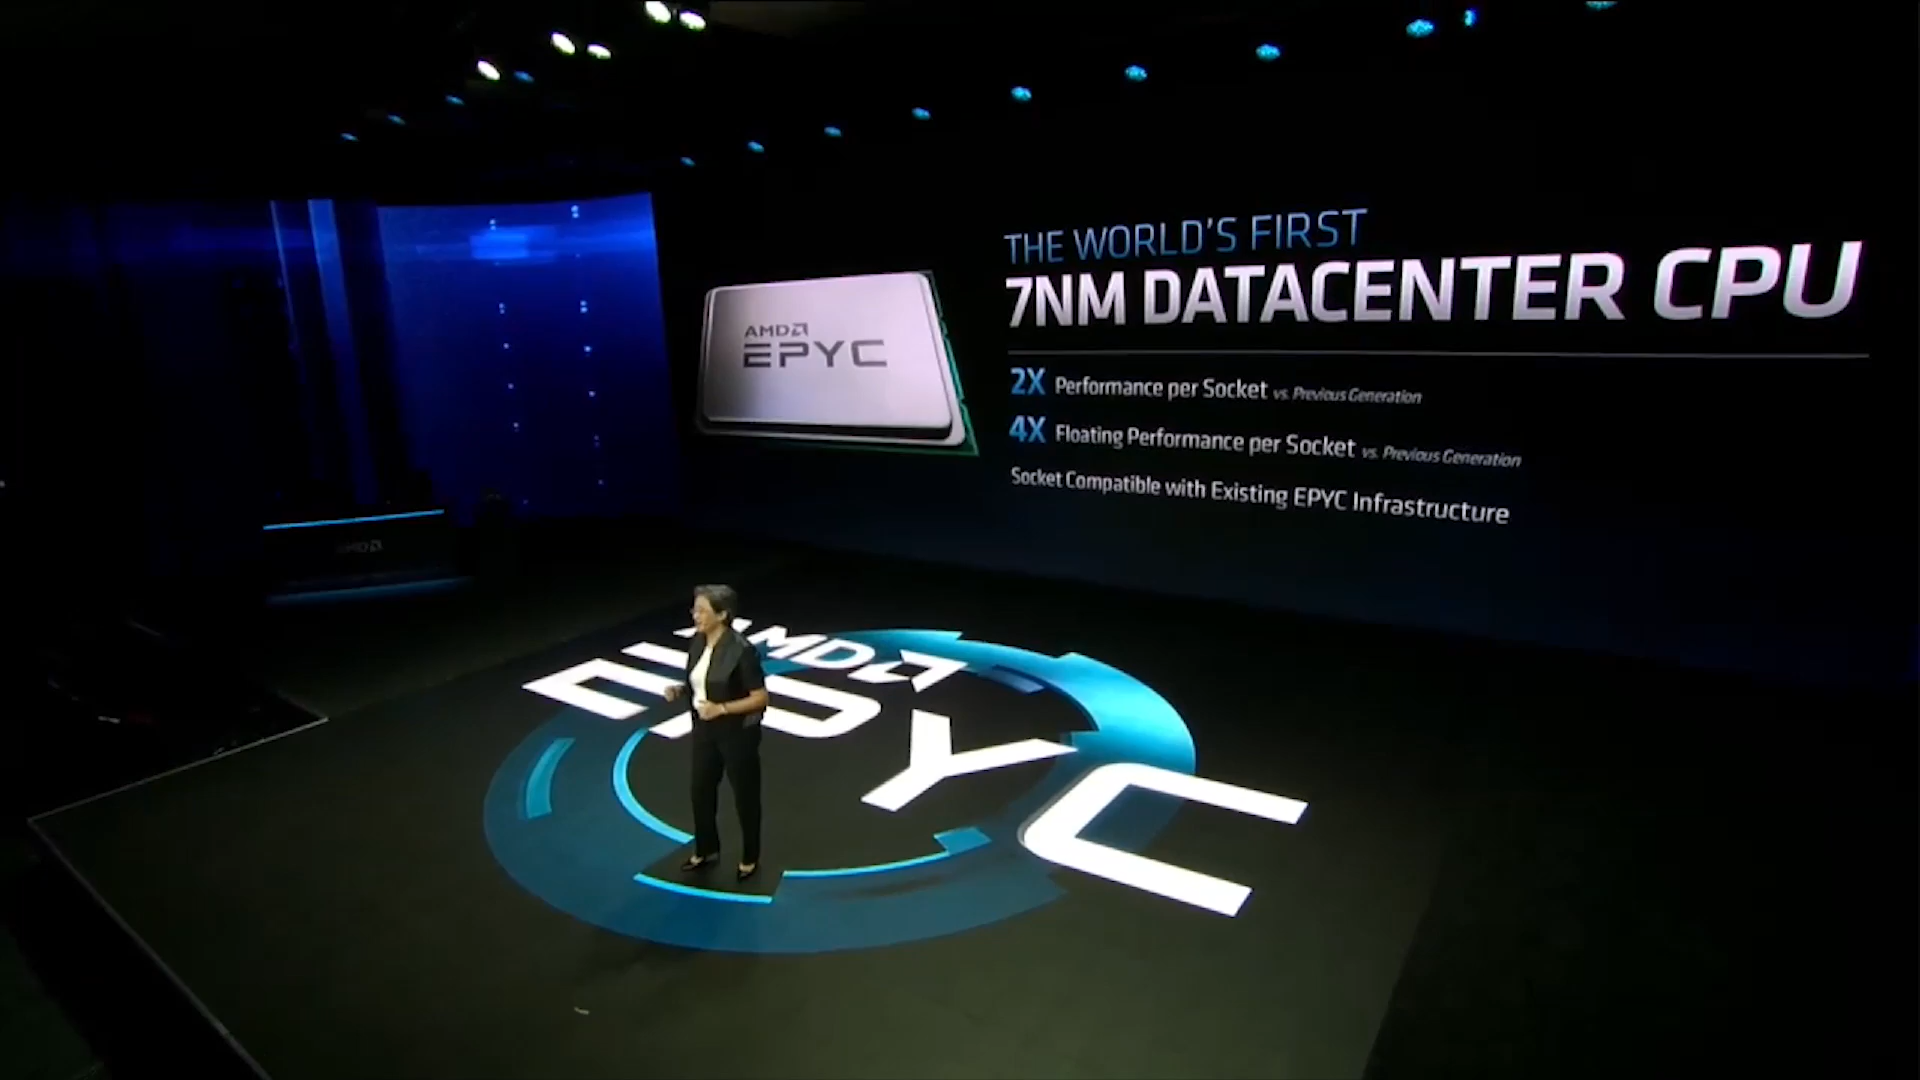 THE WORLD'S FIRST
7NM DATACENTER CPU
AMD
EPYC
2X Performance per Socket vs. Previous Generation
4X Floating Performance per Socket vs. Previous Generation
Socket Compatible with Existing EPYC Infrastructure
AMD
AMD
EPYC